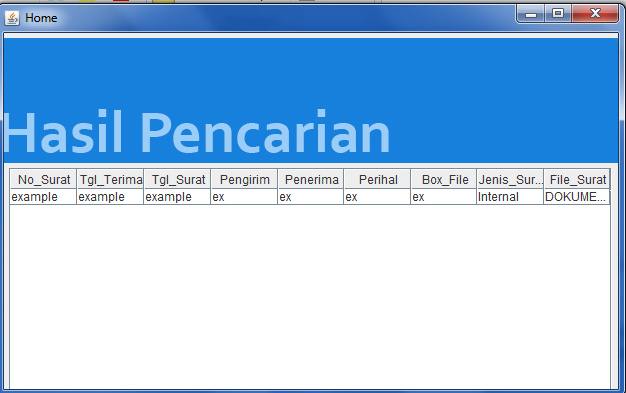 Home
Hasil Pencarian
No_Surat Tgl_Terima Tgl_Surat Pengirim Penerima Perihal Box_File Jenis_Sur... File_Surat
example example example ex ex ex ex Internal DOKUME...